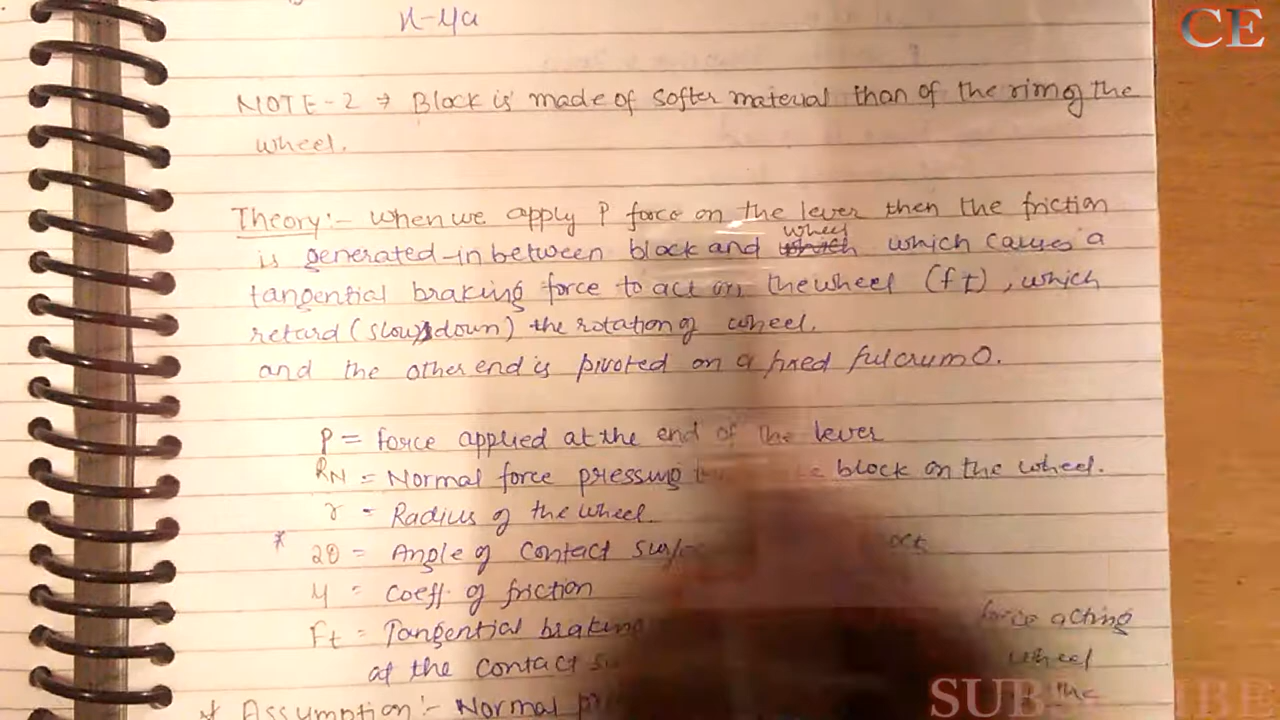 CE
NOTE-2 → Block is made of softer material than of the rim of the
wheel.
Theory:- when we apply P force on the lever then the friction
is generated in between block and wheel which causes a
tangential braking force to act on the wheel (ft), which
retard (slow down) the rotation of wheel.
and the other end is pivoted on a fixed fulcrum O.
P = force applied at the end of the lever
RN = Normal force pressing block on the wheel.
r = Radius of the wheel
* 2θ = Angle of contact
μ = Coeff. of friction
Ft = Tangential braking force acting
at the contact wheel
* Assumption:- Normal the
SUBSCRIBE